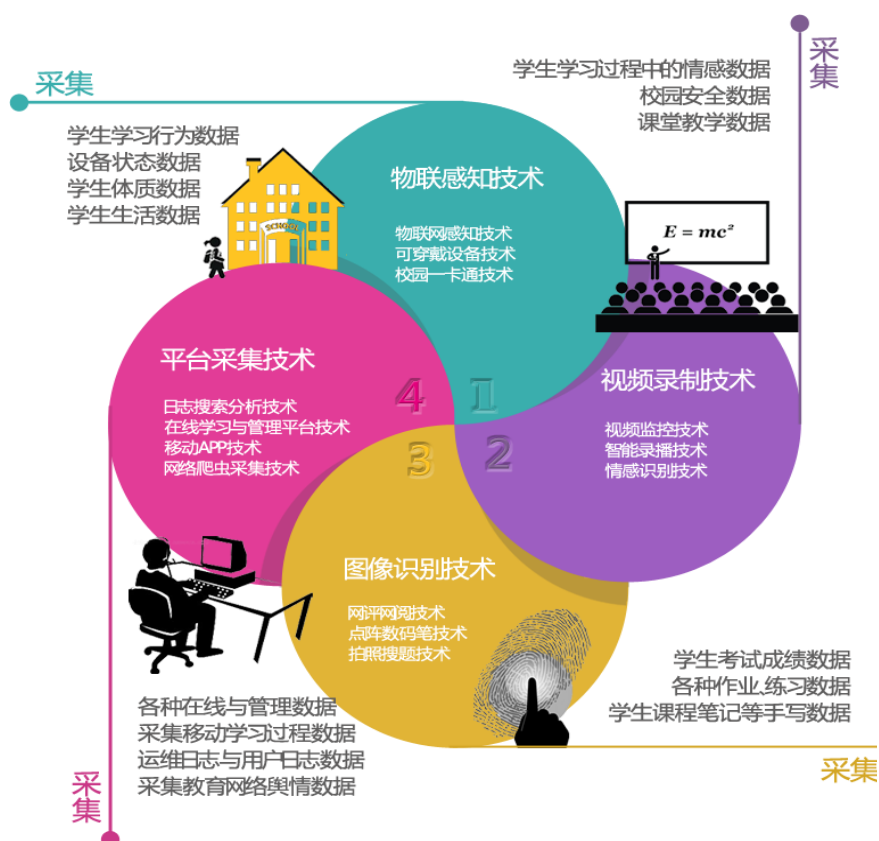 采集
学生学习行为数据
设备状态数据
学生体质数据
学生生活数据
SCHOOL
物联感知技术
物联网感知技术
可穿戴设备技术
校园一卡通技术
1
采集
学生学习过程中的情感数据
校园安全数据
课堂教学数据
E = mc²
视频录制技术
视频监控技术
智能录播技术
情感识别技术
2
图像识别技术
网评网阅技术
点阵数码笔技术
拍照搜题技术
3
学生考试成绩数据
各种作业、练习数据
学生课程笔记等手写数据
采集
平台采集技术
日志搜索分析技术
在线学习与管理平台技术
移动APP技术
网络爬虫采集技术
4
各种在线与管理数据
采集移动学习过程数据
运维日志与用户日志数据
采集教育网络舆情数据
采集